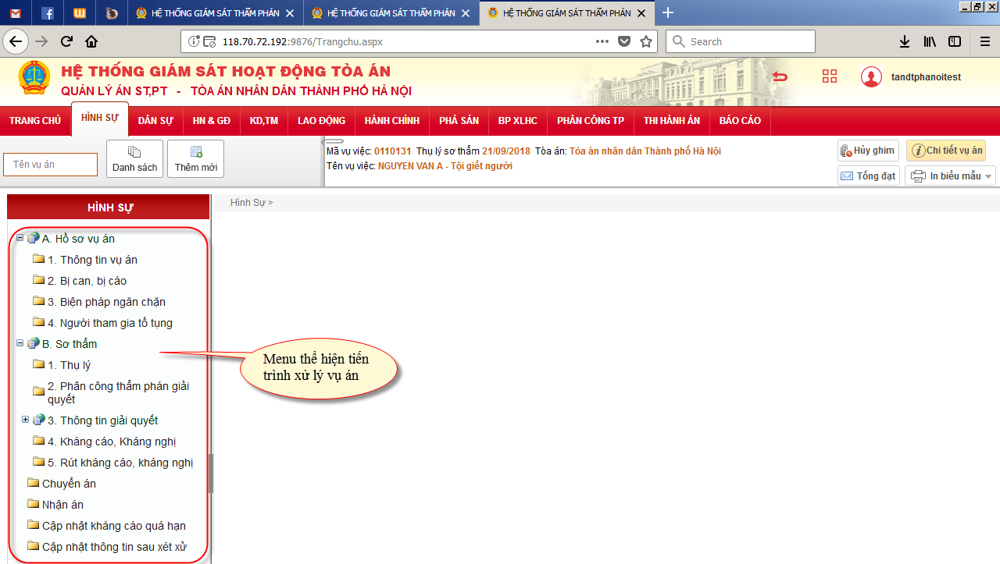 HỆ THỐNG GIÁM SÁT THẨM PHÁN
HỆ THỐNG GIÁM SÁT THẨM PHÁN
HỆ THỐNG GIÁM SÁT THẨM PHÁN
118.70.72.192:9876/Trangchu.aspx
Search
HỆ THỐNG GIÁM SÁT HOẠT ĐỘNG TÒA ÁN
QUẢN LÝ ÁN ST,PT - TÒA ÁN NHÂN DÂN THÀNH PHỐ HÀ NỘI
tandtphanoitest
TRANG CHỦ HÌNH SỰ DÂN SỰ HN & GĐ KD,TM LAO ĐỘNG HÀNH CHÍNH PHÁ SẢN BP XLHC PHÂN CÔNG TP THI HÀNH ÁN BÁO CÁO
Tên vụ án
Danh sách
Thêm mới
Mã vụ việc: 0110131 Thụ lý sơ thẩm 21/09/2018 Tòa án: Tòa án nhân dân Thành phố Hà Nội
Tên vụ việc: NGUYEN VAN A - Tội giết người
Hủy ghim
Chi tiết vụ án
Tống đạt
In biểu mẫu
HÌNH SỰ
Hình Sự >
A. Hồ sơ vụ án
1. Thông tin vụ án
2. Bị can, bị cáo
3. Biện pháp ngăn chặn
4. Người tham gia tố tụng
B. Sơ thẩm
1. Thụ lý
2. Phân công thẩm phán giải
quyết
3. Thông tin giải quyết
4. Kháng cáo, Kháng nghị
5. Rút kháng cáo, kháng nghị
Chuyển án
Nhận án
Cập nhật kháng cáo quá hạn
Cập nhật thông tin sau xét xử
Menu thể hiện tiến
trình xử lý vụ án